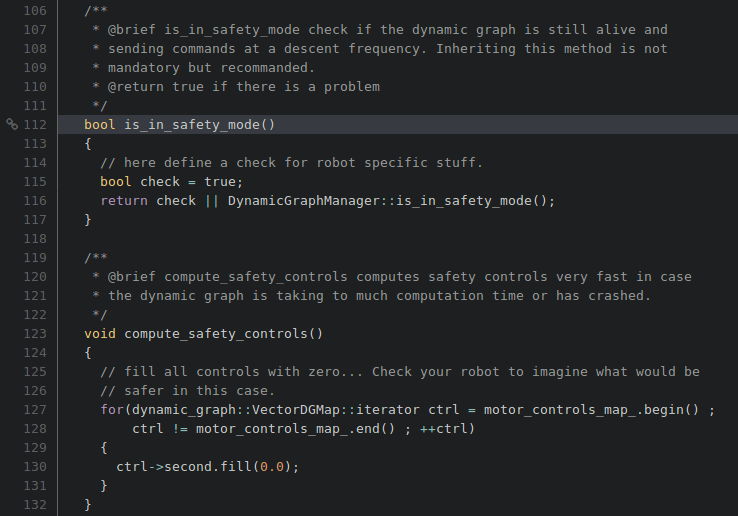 106 /**
107 * @brief is_in_safety_mode check if the dynamic graph is still alive and
108 * sending commands at a descent frequency. Inheriting this method is not
109 * mandatory but recommanded.
110 * @return true if there is a problem
111 */
112 bool is_in_safety_mode()
113 {
114 // here define a check for robot specific stuff.
115 bool check = true;
116 return check || DynamicGraphManager::is_in_safety_mode();
117 }
118
119 /**
120 * @brief compute_safety_controls computes safety controls very fast in case
121 * the dynamic graph is taking to much computation time or has crashed.
122 */
123 void compute_safety_controls()
124 {
125 // fill all controls with zero... Check your robot to imagine what would be
126 // safer in this case.
127 for(dynamic_graph::VectorDGMap::iterator ctrl = motor_controls_map_.begin() ;
128 ctrl != motor_controls_map_.end() ; ++ctrl)
129 {
130 ctrl->second.fill(0.0);
131 }
132 }